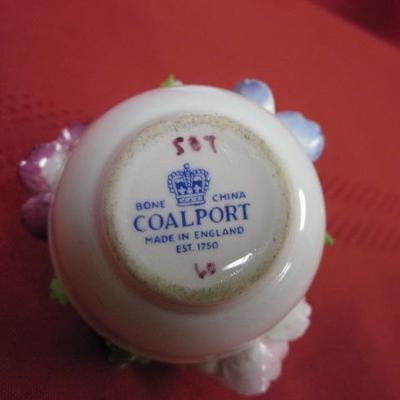 587
BONE CHINA
COALPORT
MADE IN ENGLAND
EST. 1750
60